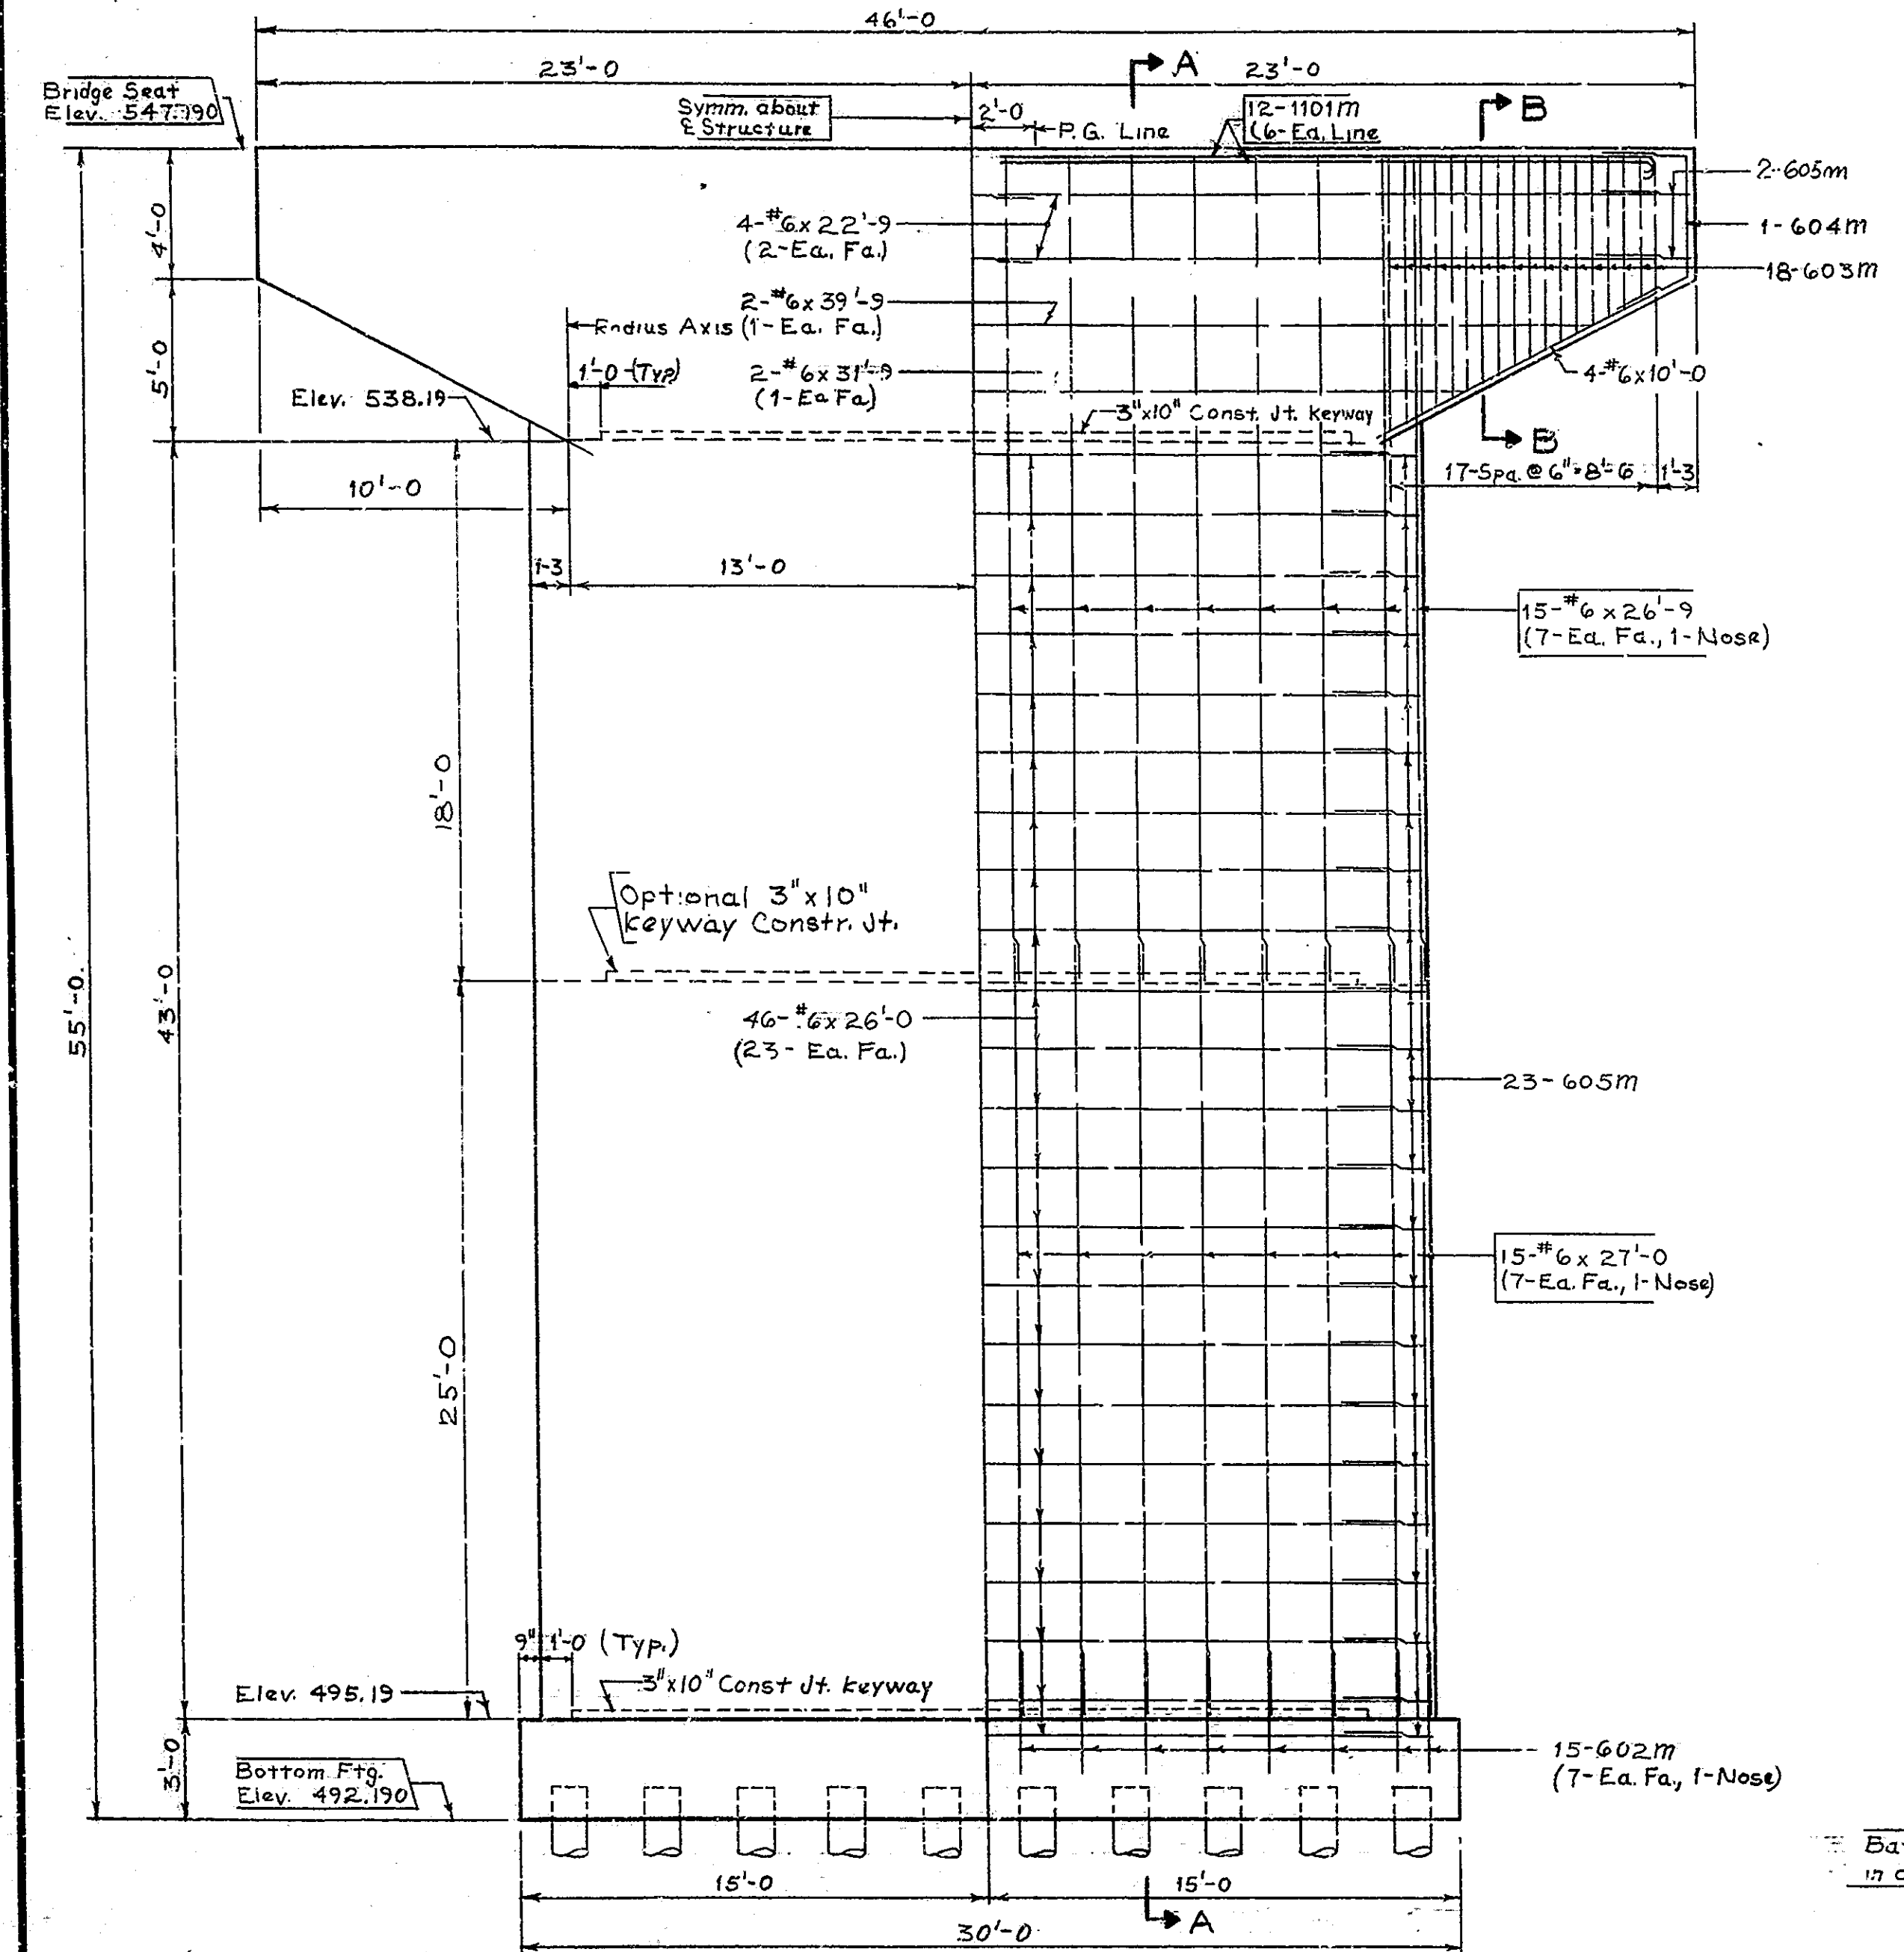 46'-0
23'-0
23'-0
A
B
Bridge Seat
Elev. 547.190
Symm. about
℄ Structure
2'-0
P.G. Line
12-1101m
(6-Ea. Line
2-605m
1-604m
18-603m
4'-0
4-#6x22'-9
(2-Ea. Fa.)
2-#6x39'-9
(1-Ea. Fa.)
Radius Axis
1'-0 (Typ)
2-#6x31'-9
(1-Ea Fa)
5'-0
Elev. 538.19
3"x10" Const. Jt. Keyway
4-#6x10'-0
B
17-Spa. @ 6"=8'-6
1'-3
10'-0
1-3
13'-0
15-#6x26'-9
(7-Ea. Fa., 1-Nose)
18'-0
Optional 3"x10"
Keyway Constr. Jt.
55'-0.
43'-0
46-#6x26'-0
(23-Ea. Fa.)
23-605m
15-#6x27'-0
(7-Ea. Fa., 1-Nose)
25'-0
9"
1'-0 (Typ.)
3"x10" Const Jt. Keyway
Elev. 495.19
3'-0
Bottom Ftg.
Elev. 492.190
15-602m
(7-Ea. Fa., 1-Nose)
15'-0
15'-0
A
30'-0